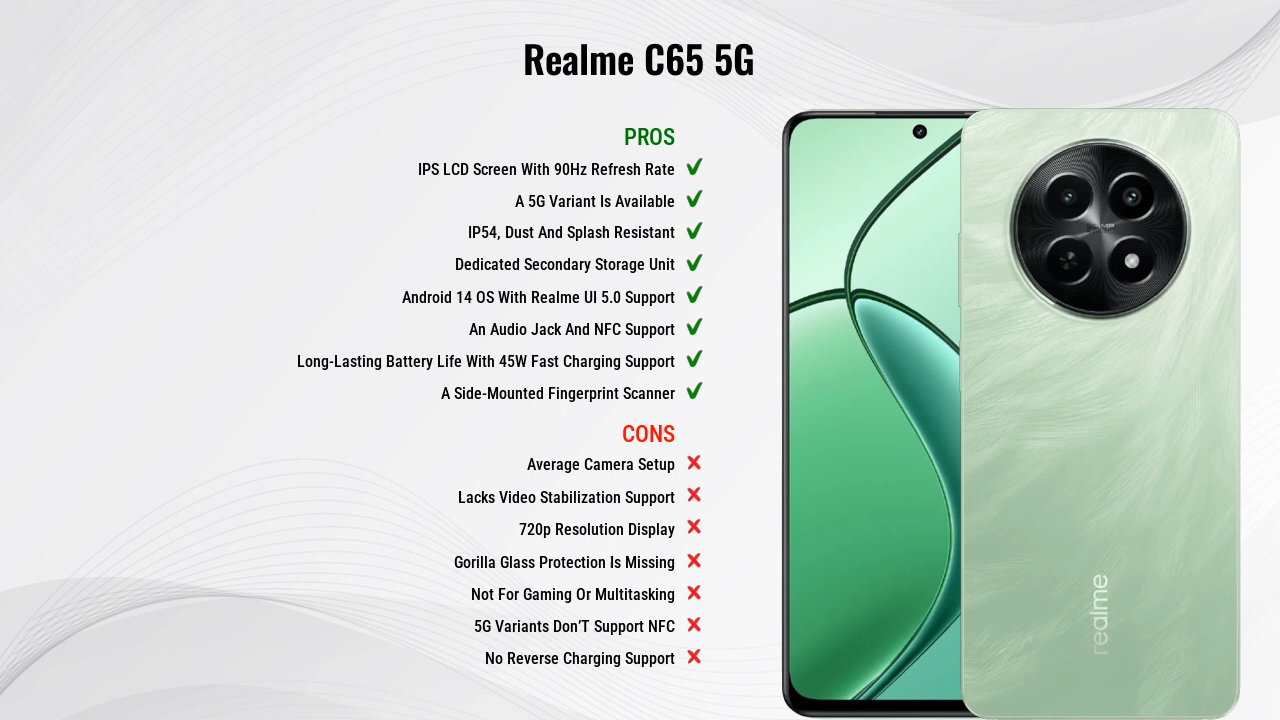 Realme C65 5G
PROS
IPS LCD Screen With 90Hz Refresh Rate
A 5G Variant Is Available
IP54, Dust And Splash Resistant
Dedicated Secondary Storage Unit
Android 14 OS With Realme UI 5.0 Support
An Audio Jack And NFC Support
Long-Lasting Battery Life With 45W Fast Charging Support
A Side-Mounted Fingerprint Scanner
CONS
Average Camera Setup
Lacks Video Stabilization Support
720p Resolution Display
Gorilla Glass Protection Is Missing
Not For Gaming Or Multitasking
5G Variants Don'T Support NFC
No Reverse Charging Support
realme